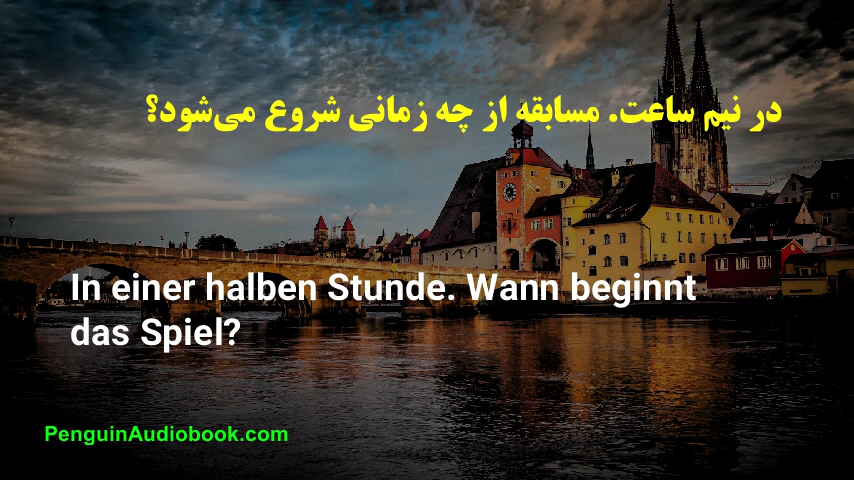 در نیم ساعت. مسابقه از چه زمانی شروع می‌شود؟
In einer halben Stunde. Wann beginnt
das Spiel?
PenguinAudiobook.com